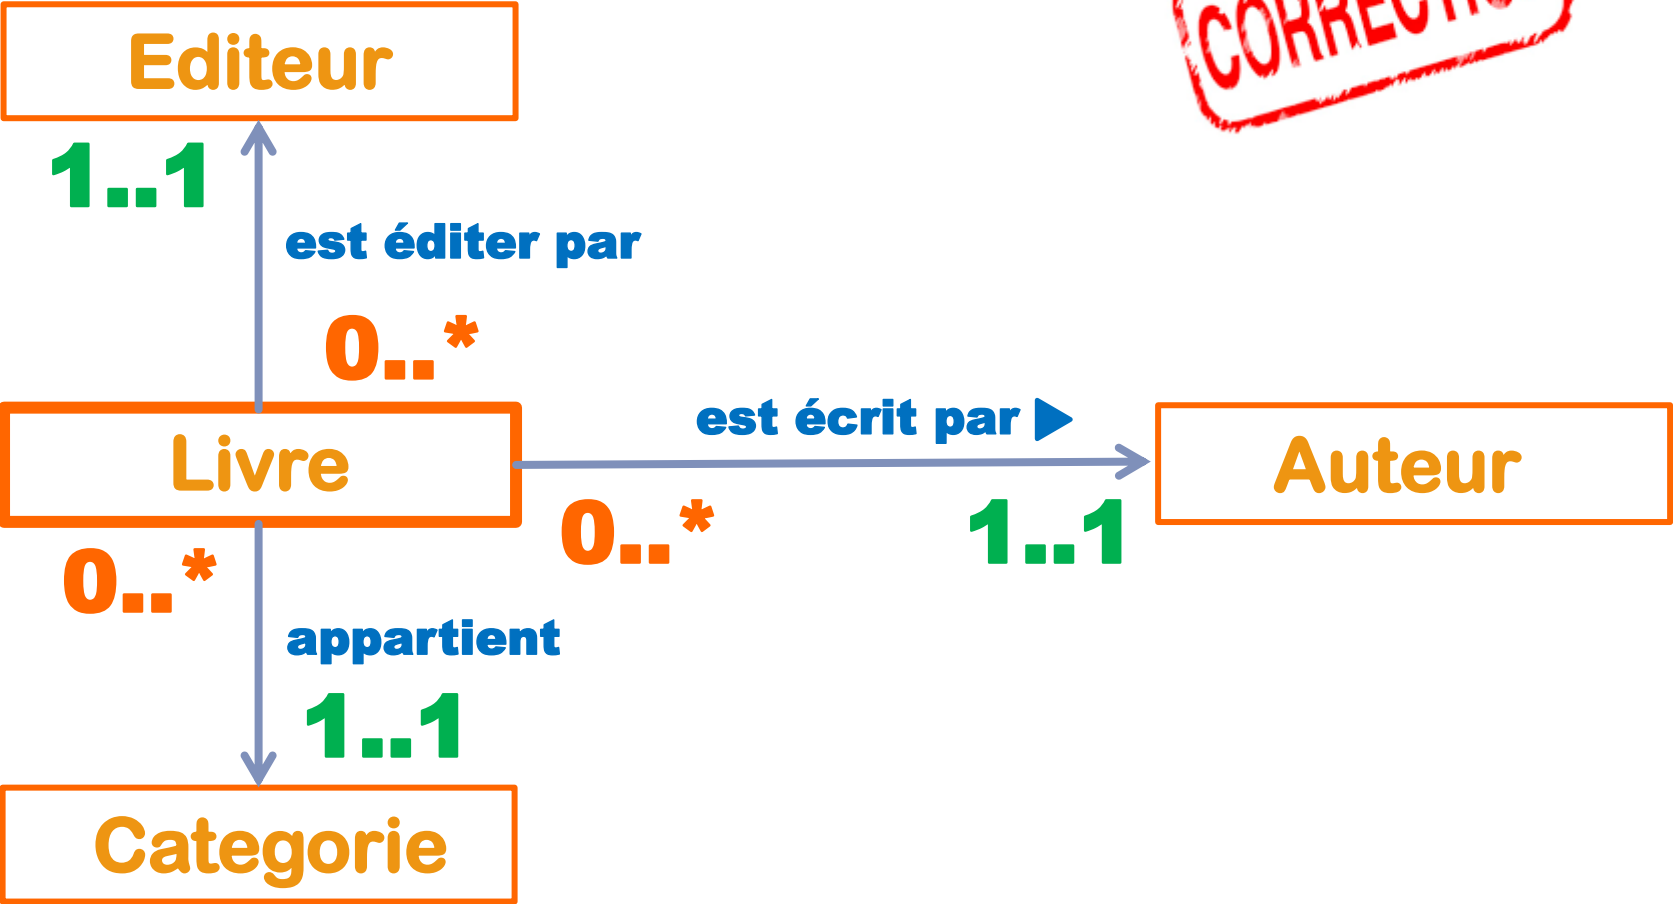 Editeur
1..1
est éditer par
0..*
Livre
est écrit par
Auteur
0..*
1..1
0..*
appartient
1..1
Categorie